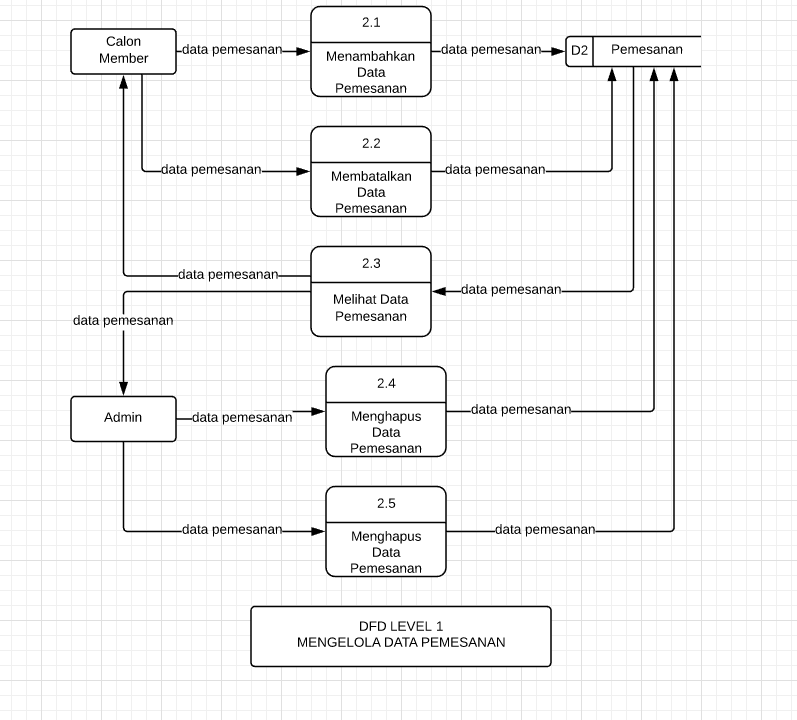 2.1
Calon
Member
data pemesanan
Menambahkan
Data
Pemesanan
data pemesanan
D2
Pemesanan
2.2
data pemesanan
Membatalkan
Data
Pemesanan
data pemesanan
2.3
data pemesanan
Melihat Data
Pemesanan
data pemesanan
data pemesanan
2.4
Admin
data pemesanan
Menghapus
Data
Pemesanan
data pemesanan
2.5
data pemesanan
Menghapus
Data
Pemesanan
data pemesanan
DFD LEVEL 1
MENGELOLA DATA PEMESANAN